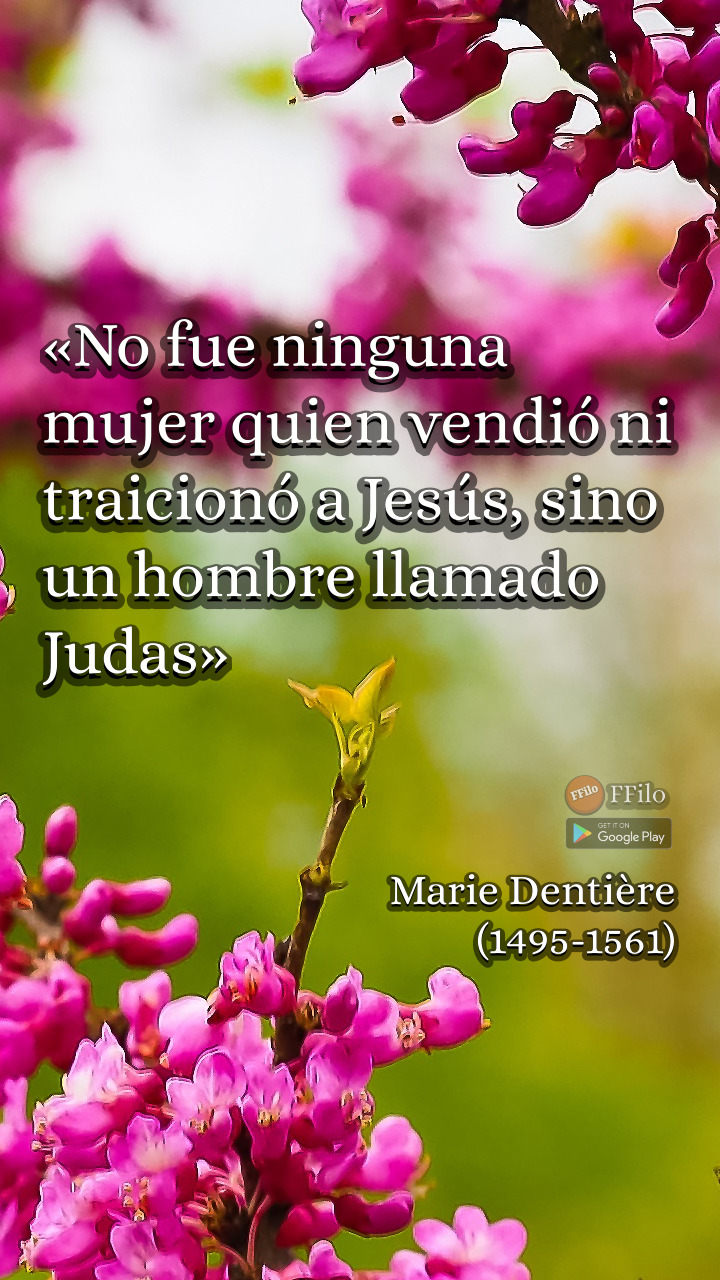 «No fue ninguna
mujer quien vendió ni
traicionó a Jesús, sino
un hombre llamado
Judas»
FFilo FFilo
GET IT ON
Google Play
Marie Dentière
(1495-1561)